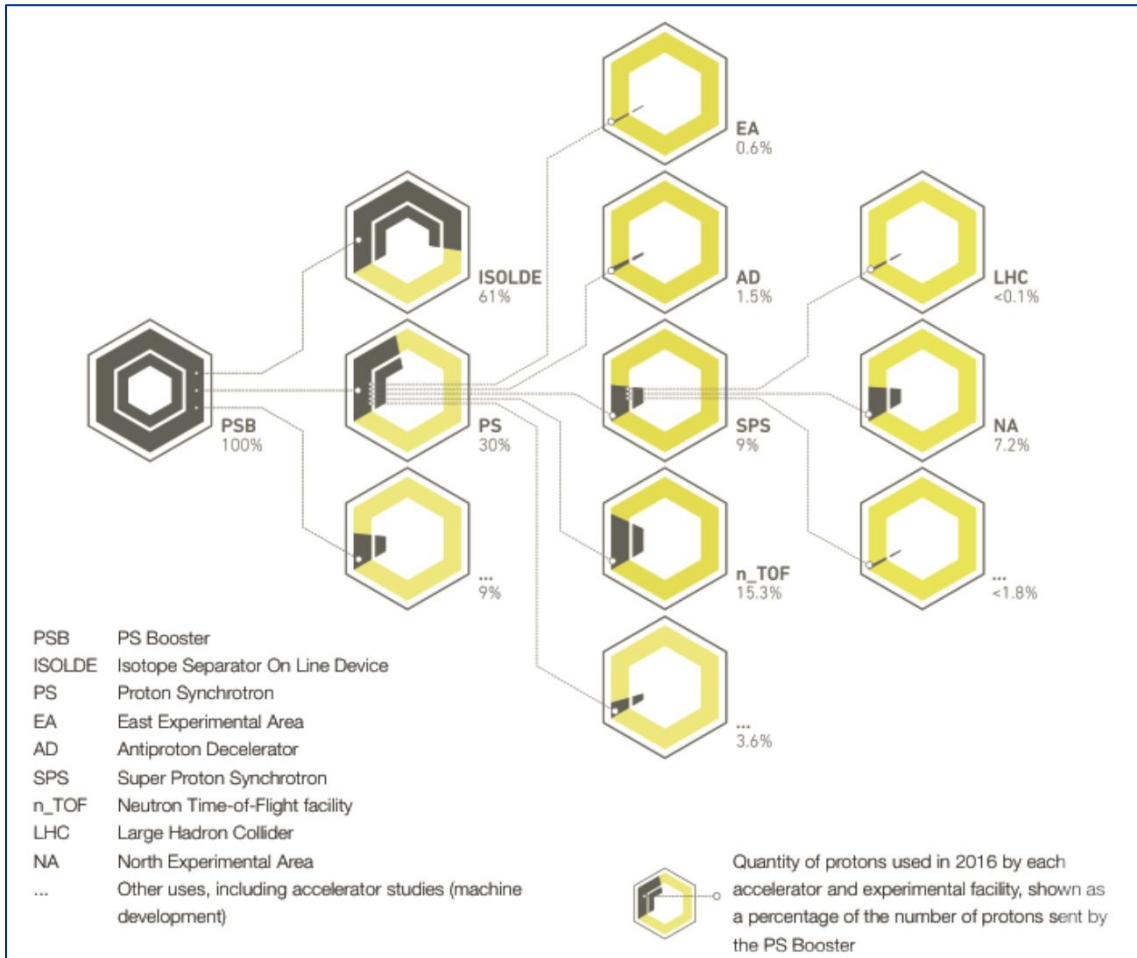 EA
0.6%
ISOLDE
61%
AD
1.5%
LHC
<0.1%
PSB
100%
PS
30%
SPS
9%
NA
7.2%
...
9%
n_TOF
15.3%
...
<1.8%
...
3.6%
PSB PS Booster
ISOLDE Isotope Separator On Line Device
PS Proton Synchrotron
EA East Experimental Area
AD Antiproton Decelerator
SPS Super Proton Synchrotron
n_TOF Neutron Time-of-Flight facility
LHC Large Hadron Collider
NA North Experimental Area
... Other uses, including accelerator studies (machine
development)
Quantity of protons used in 2016 by each
accelerator and experimental facility, shown as
a percentage of the number of protons sent by
the PS Booster